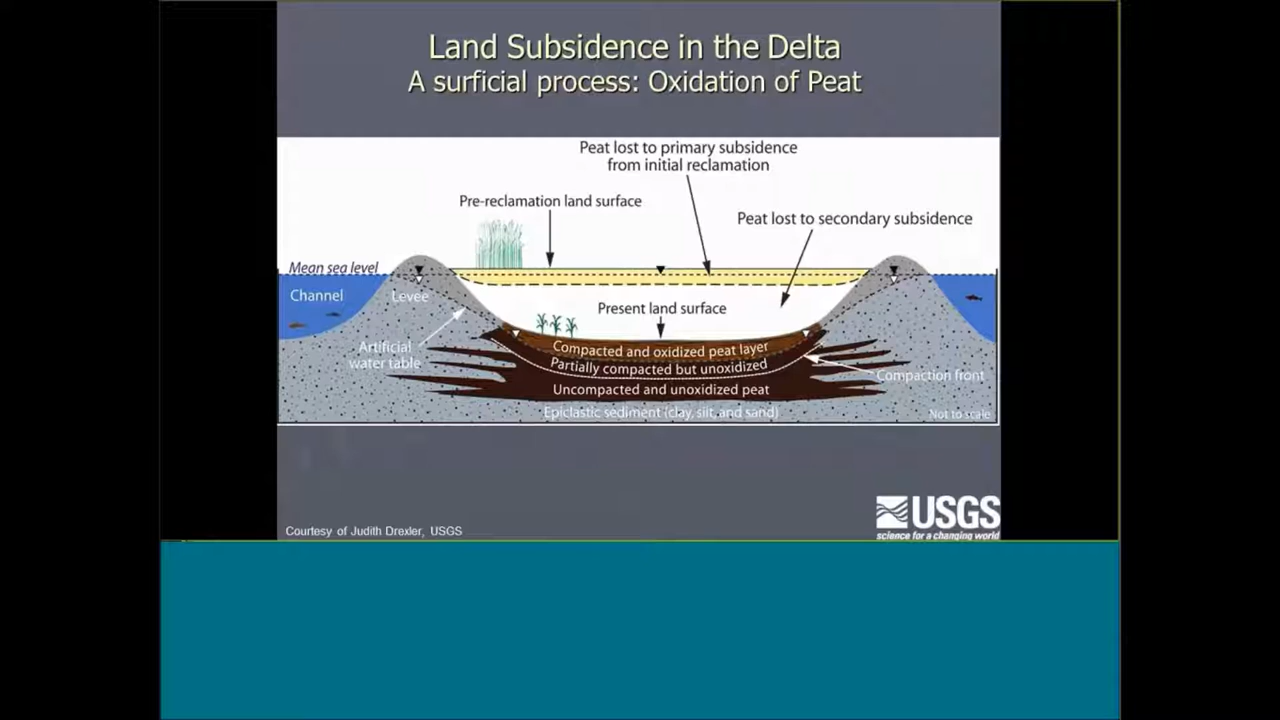 Land Subsidence in the Delta
A surficial process: Oxidation of Peat
Peat lost to primary subsidence
from initial reclamation
Pre-reclamation land surface
Peat lost to secondary subsidence
Mean sea level
Channel
Levee
Present land surface
Artificial
water table
Compacted and oxidized peat layer
Partially compacted but unoxidized
Compaction front
Uncompacted and unoxidized peat
Epiclastic sediment (clay, silt, and sand)
Not to scale
USGS
science for a changing world
Courtesy of Judith Drexler, USGS